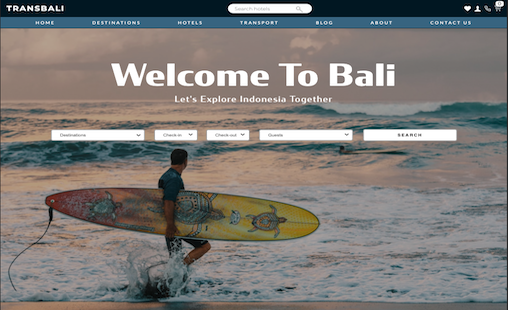 TRANSBALI
Search hotels
HOME DESTINATIONS HOTELS TRANSPORT BLOG ABOUT CONTACT US
Welcome To Bali
Let's Explore Indonesia Together
Destinations Check-in Check-out Guests SEARCH